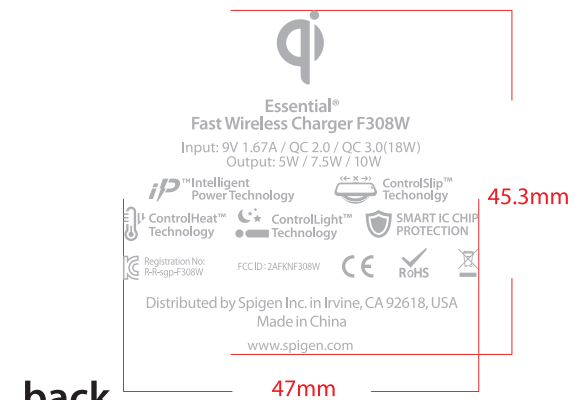 qi
Essential®
Fast Wireless Charger F308W
Input: 9V 1.67A / QC 2.0 / QC 3.0(18W)
Output: 5W / 7.5W / 10W
iP™Intelligent
Power Technology
ControlSlip™
Techonolgy
45.3mm
ControlHeat™
Technology
ControlLight™
Technology
SMART IC CHIP
PROTECTION
Registration No:
R-R-sgp-F308W
FCC ID: 2AFKNF308W
CE
RoHS
Distributed by Spigen Inc. in Irvine, CA 92618, USA
Made in China
www.spigen.com
back
47mm